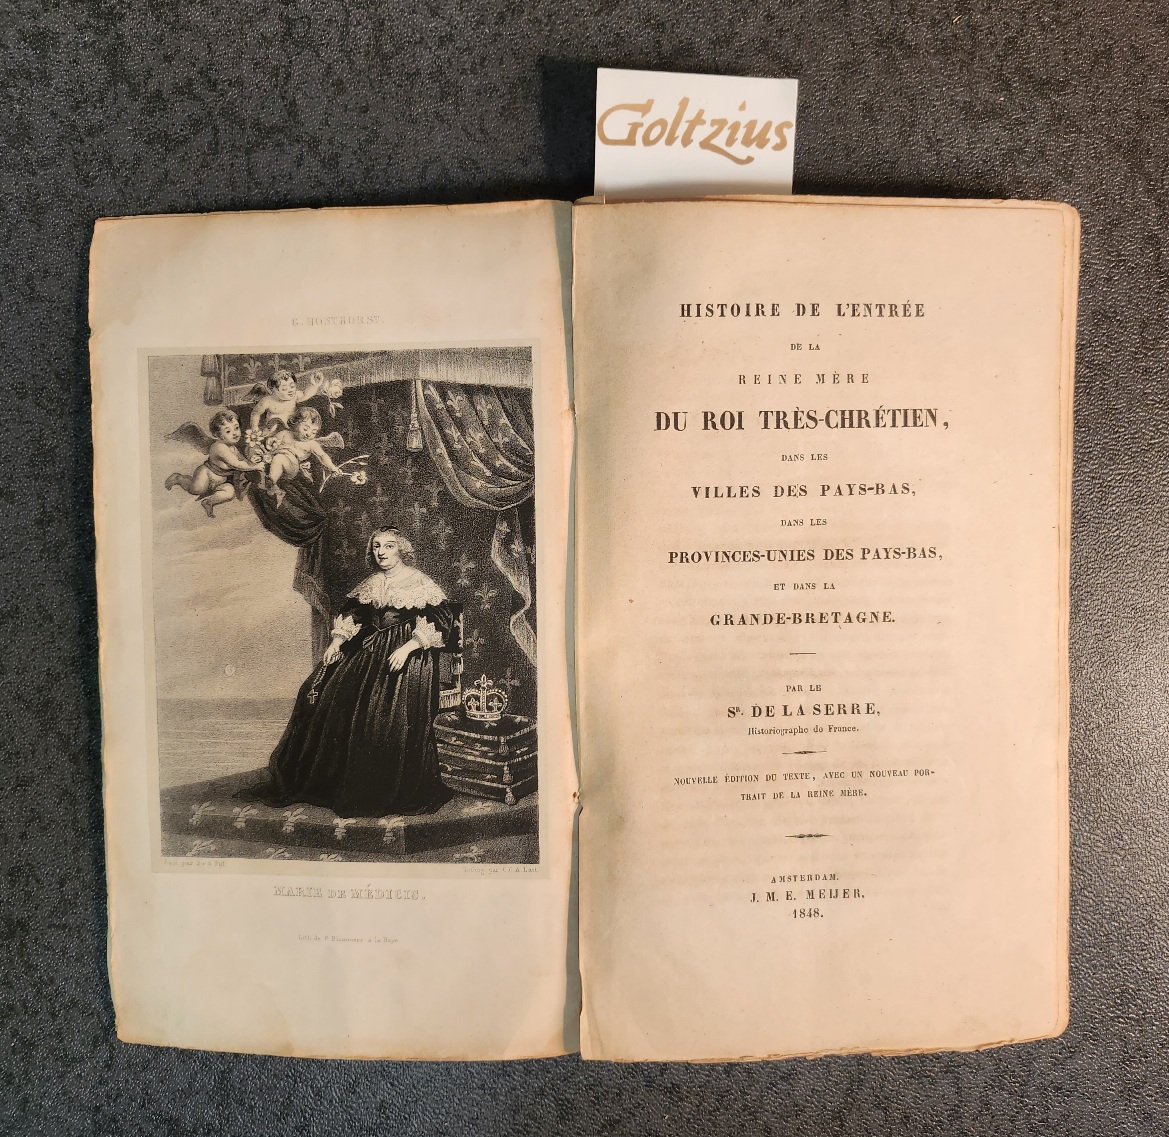 Goltzius
G. HONTHORST.
MARIE DE MÉDICIS.
HISTOIRE DE L'ENTRÉE
DE LA
REINE MÈRE
DU ROI TRÈS-CHRÉTIEN,
DANS LES
VILLES DES PAYS-BAS,
DANS LES
PROVINCES-UNIES DES PAYS-BAS,
ET DANS LA
GRANDE-BRETAGNE.
PAR LE
SR. DE LA SERRE,
Historiographe de France.
NOUVELLE ÉDITION DU TEXTE, AVEC UN NOUVEAU POR-
TRAIT DE LA REINE MÈRE.
AMSTERDAM.
J. M. E. MEIJER.
1848.